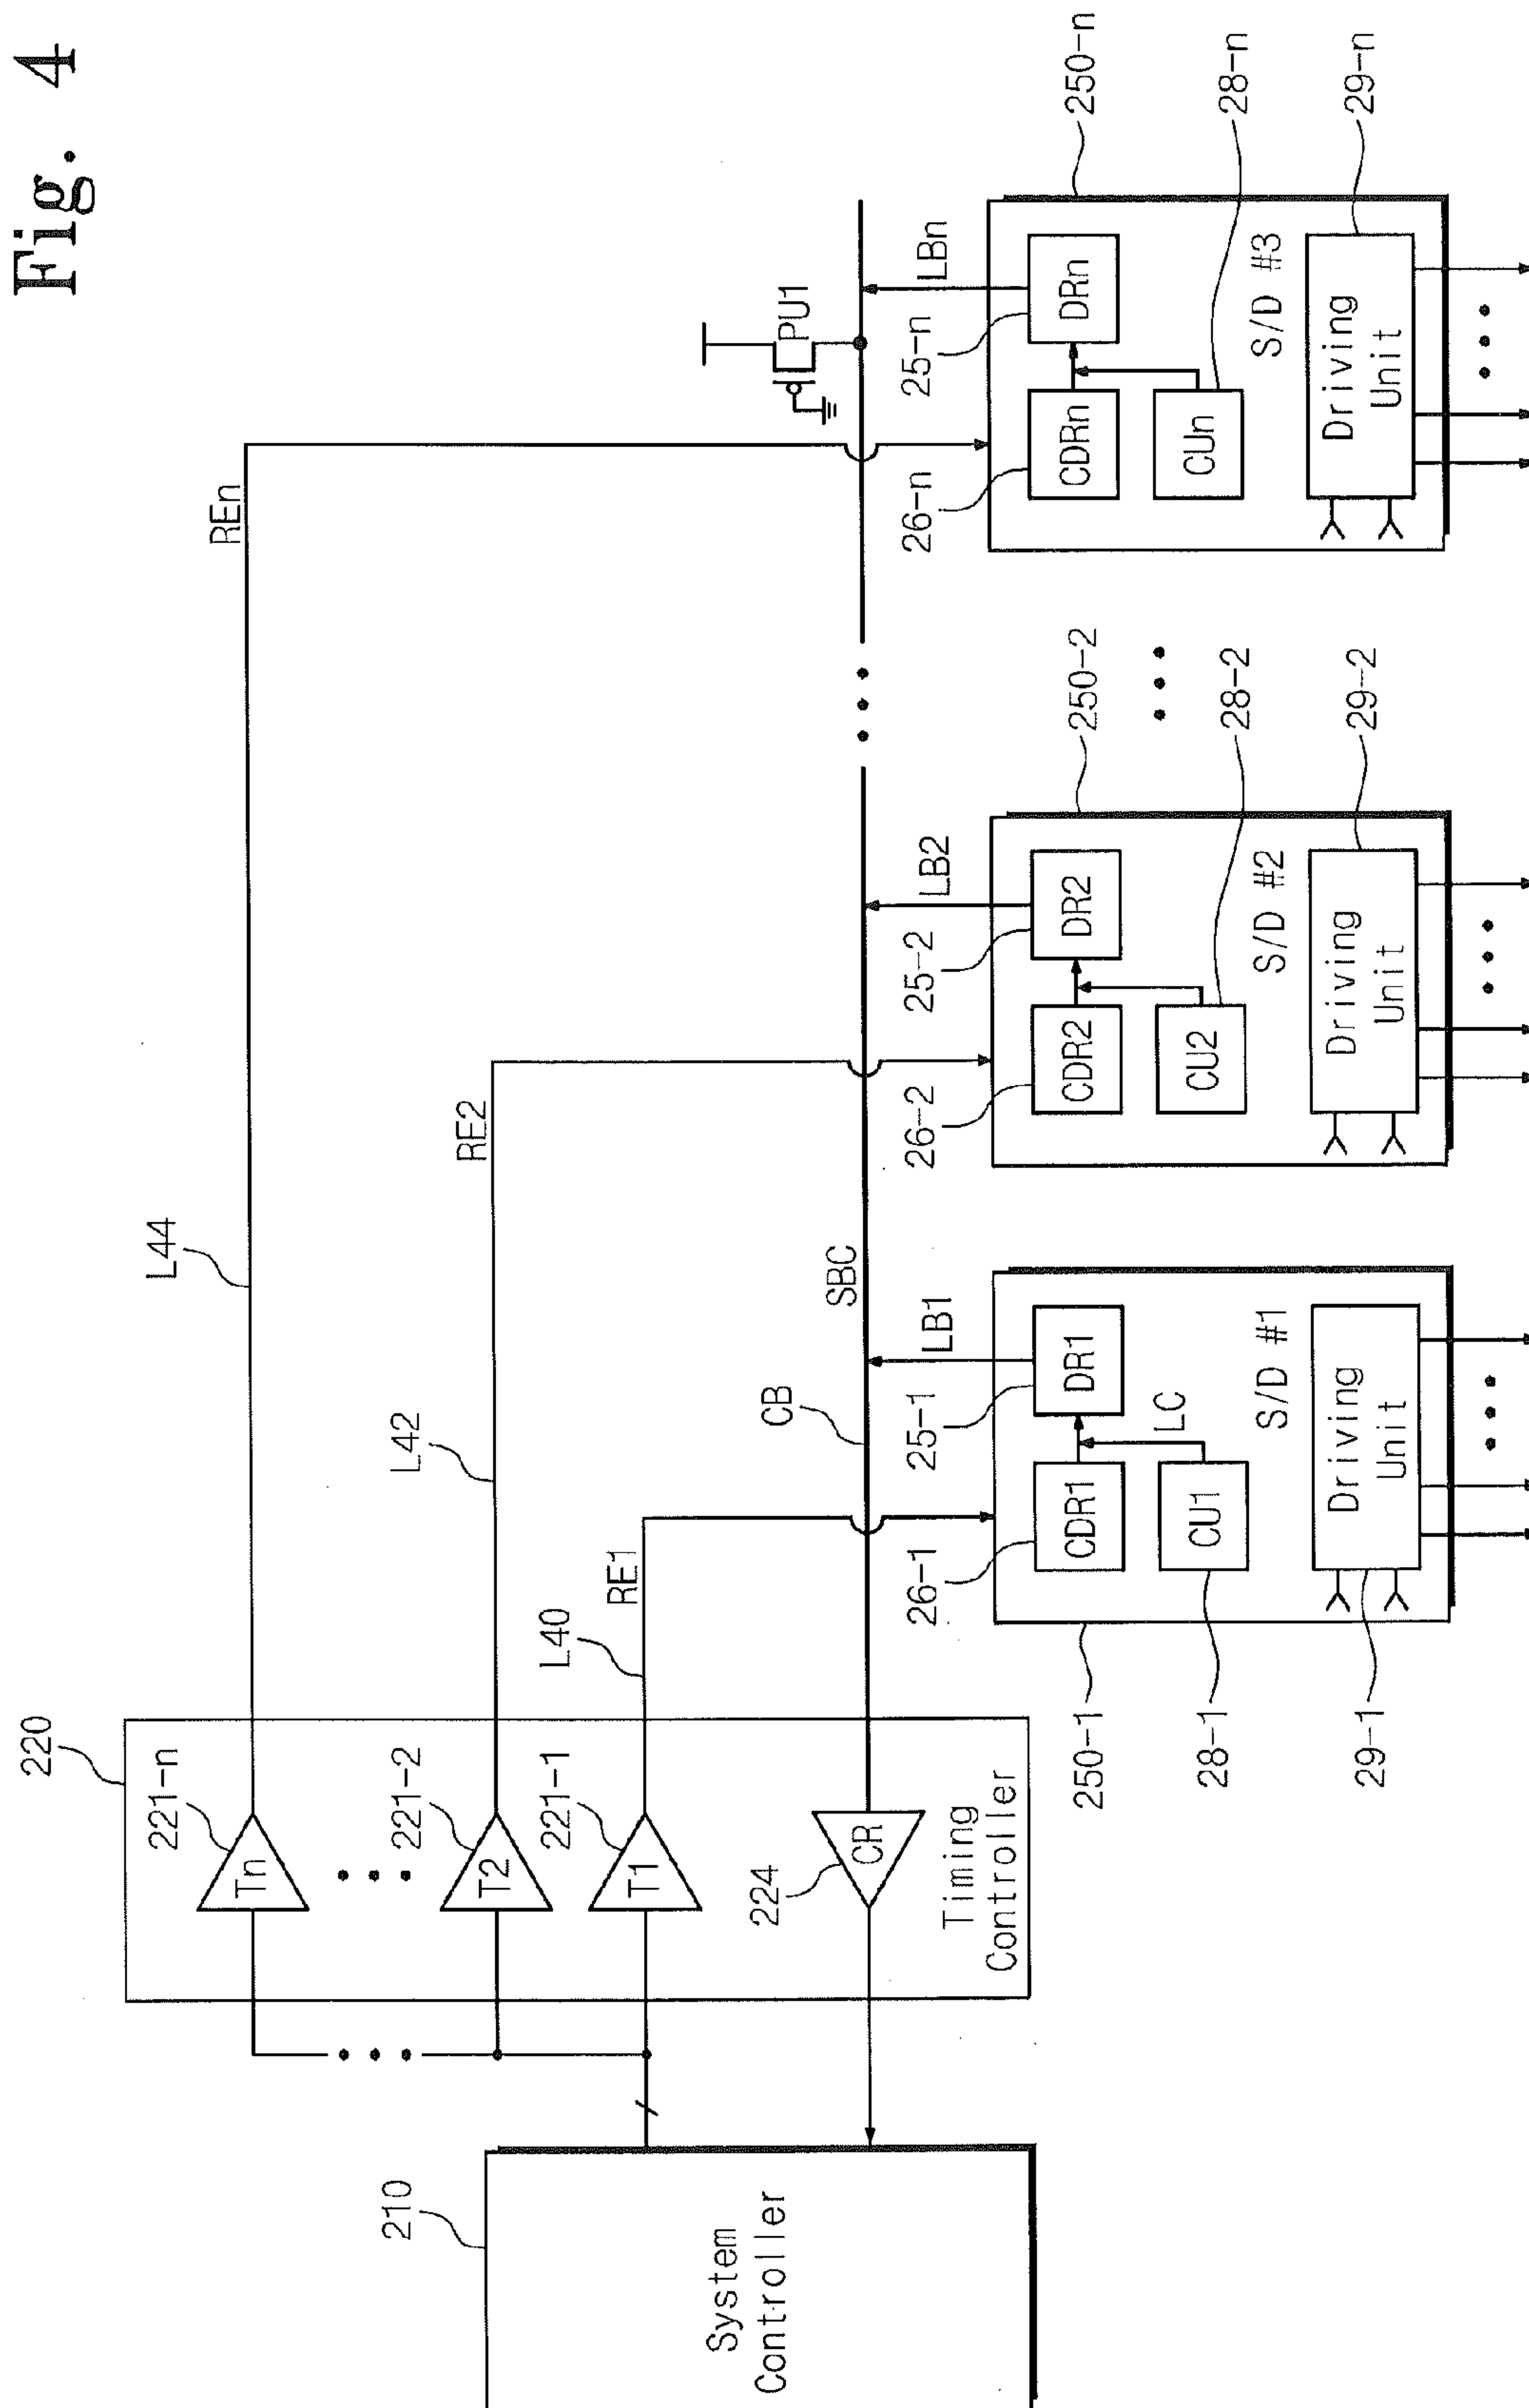 Fig. 4
220
221-n
Tn
L44
REn
221-2
T2
L42
RE2
221-1
T1
L40
RE1
224
CR
CB
SBC
PU1
Timing
Controller
210
System
Controller
LB1
25-1
DR1
26-1
CDR1
LC
CU1
S/D #1
Driving
Unit
250-1
28-1
29-1
LB2
25-2
DR2
26-2
CDR2
CU2
S/D #2
Driving
Unit
250-2
28-2
29-2
LBn
25-n
DRn
26-n
CDRn
CUn
S/D #3
Driving
Unit
250-n
28-n
29-n